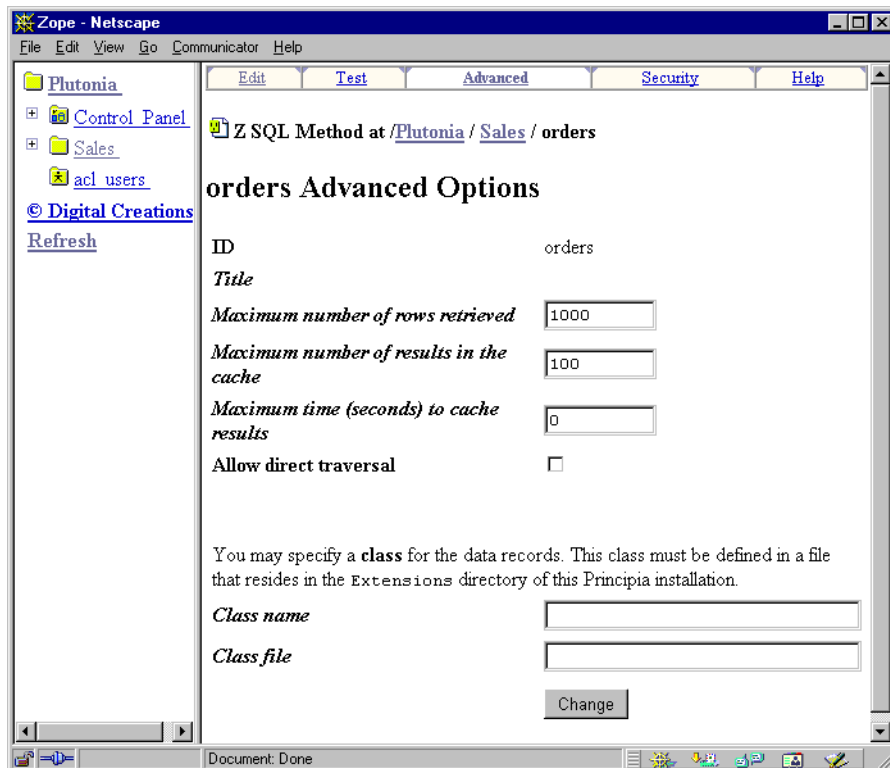 Zope - Netscape
File Edit View Go Communicator Help
Plutonia
Control_Panel
Sales
acl_users
© Digital Creations
Refresh
Edit Test Advanced Security Help
Z SQL Method at /Plutonia / Sales / orders
orders Advanced Options
ID orders
Title
Maximum number of rows retrieved 1000
Maximum number of results in the
cache 100
Maximum time (seconds) to cache
results 0
Allow direct traversal
You may specify a class for the data records. This class must be defined in a file
that resides in the Extensions directory of this Principia installation.
Class name
Class file
Change
Document: Done